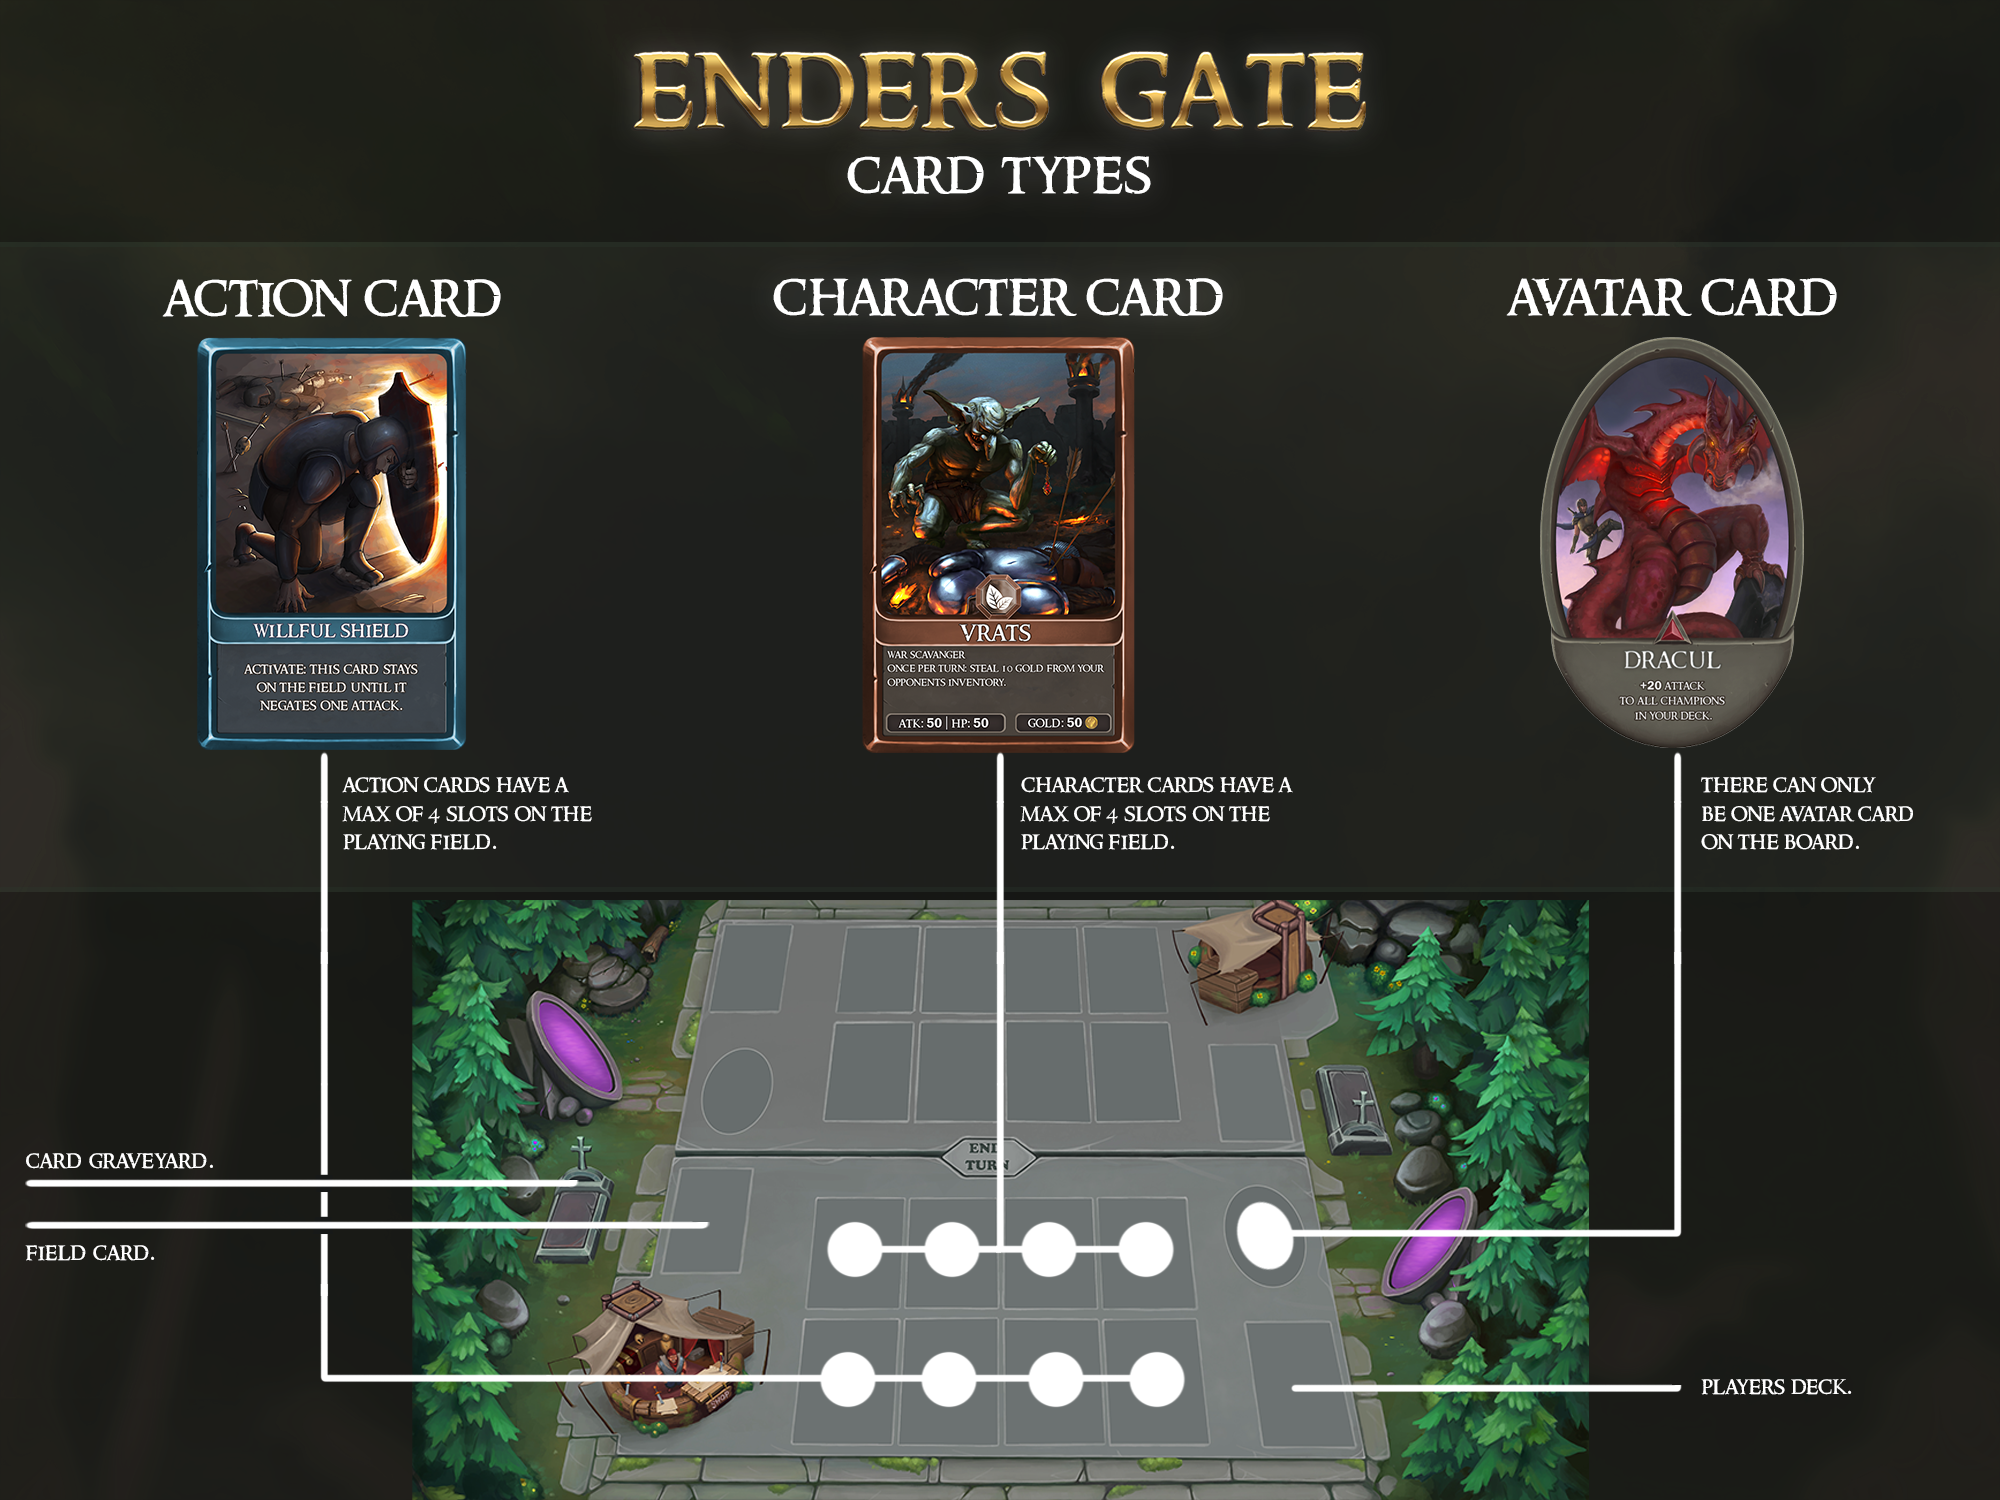 ENDERS GATE
CARD TYPES
ACTION CARD
WILLFUL SHIELD
ACTIVATE: THIS CARD STAYS
ON THE FIELD UNTIL IT
NEGATES ONE ATTACK.
ACTION CARDS HAVE A
MAX OF 4 SLOTS ON THE
PLAYING FIELD.
CHARACTER CARD
VRATS
WAR SCAVANGER
ONCE PER TURN: STEAL 10 GOLD FROM YOUR
OPPONENTS INVENTORY.
ATK: 50 | HP: 50
GOLD: 50
CHARACTER CARDS HAVE A
MAX OF 4 SLOTS ON THE
PLAYING FIELD.
AVATAR CARD
DRACUL
+20 ATTACK
TO ALL CHAMPIONS
IN YOUR DECK.
THERE CAN ONLY
BE ONE AVATAR CARD
ON THE BOARD.
END
TURN
CARD GRAVEYARD.
FIELD CARD.
SHOP
PLAYERS DECK.